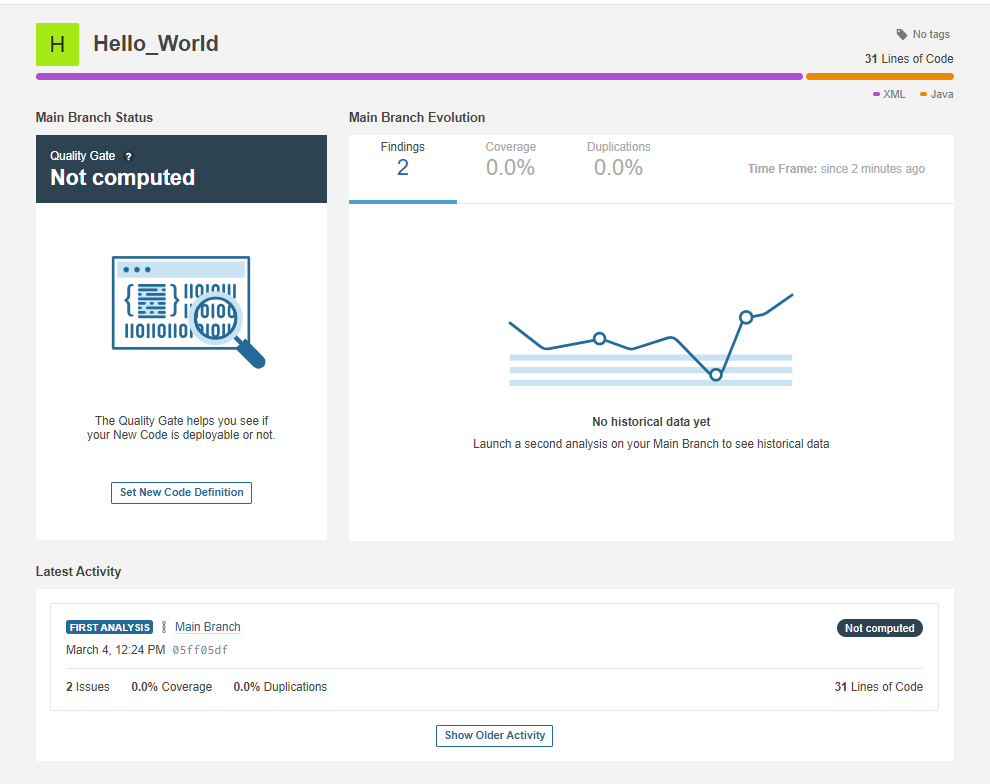 H Hello_World
No tags
31 Lines of Code
XML Java
Main Branch Status
Quality Gate ?
Not computed
The Quality Gate helps you see if
your New Code is deployable or not.
Set New Code Definition
Main Branch Evolution
Findings Coverage Duplications
2 0.0% 0.0%
Time Frame: since 2 minutes ago
No historical data yet
Launch a second analysis on your Main Branch to see historical data
Latest Activity
FIRST ANALYSIS Main Branch
Not computed
March 4, 12:24 PM 05ff05df
2 Issues 0.0% Coverage 0.0% Duplications 31 Lines of Code
Show Older Activity